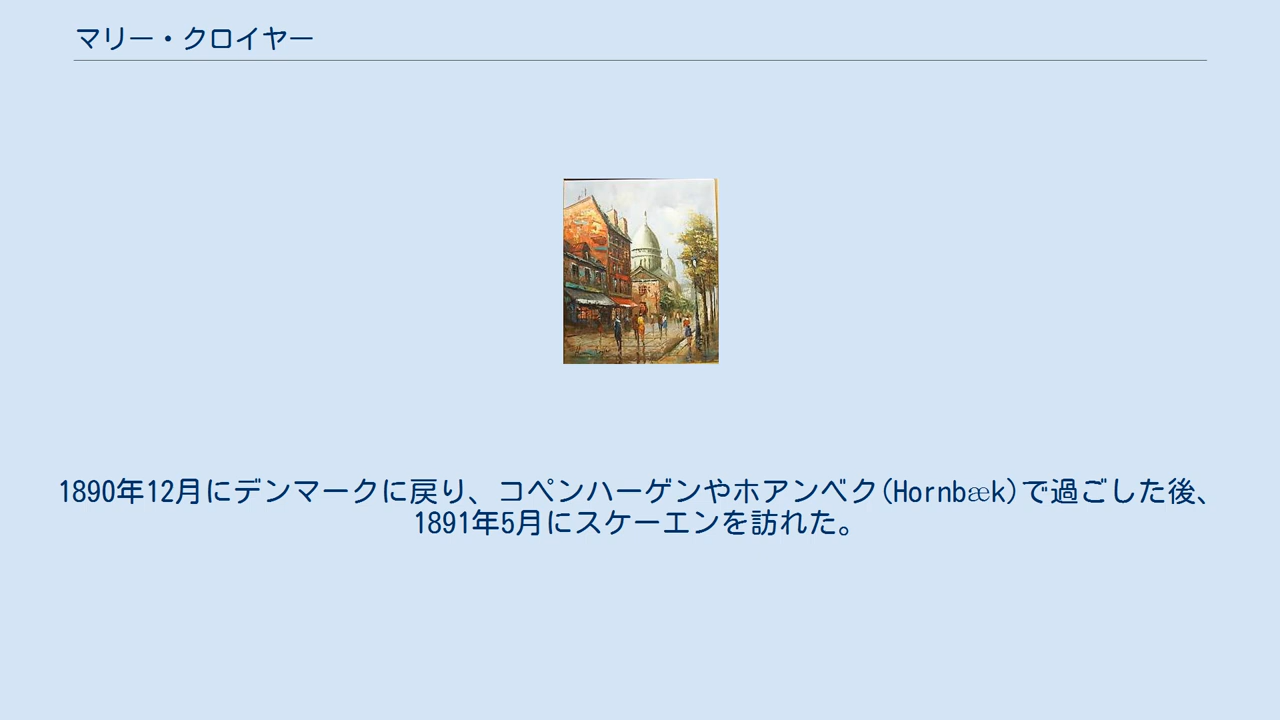 マリー・クロイヤー
1890年12月にデンマークに戻り、コペンハーゲンやホアンベク(Hornbæk)で過ごした後、
1891年5月にスケーエンを訪れた。